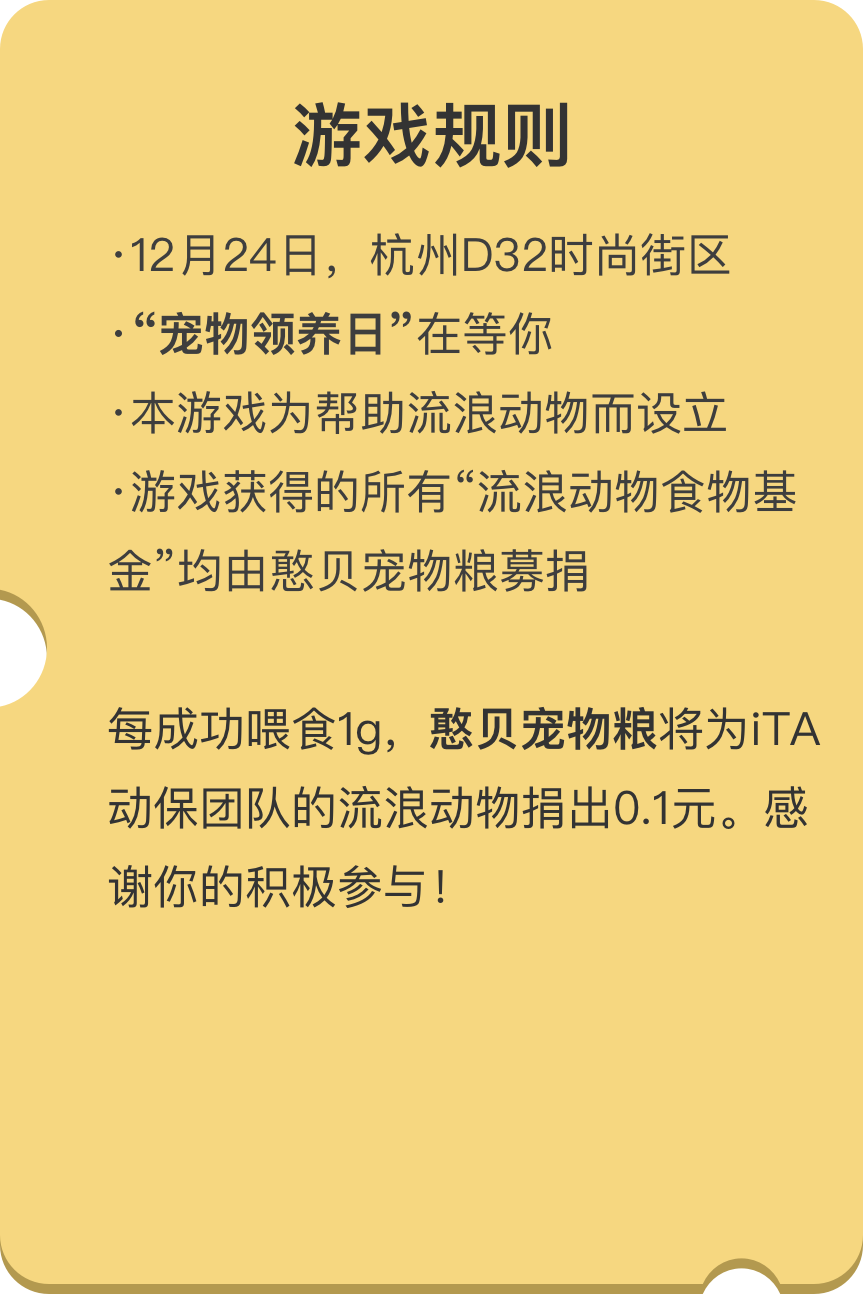 游戏规则
·12月24日，杭州D32时尚街区
·“宠物领养日”在等你
·本游戏为帮助流浪动物而设立
·游戏获得的所有“流浪动物食物基
金”均由憨贝宠物粮募捐
每成功喂食1g，憨贝宠物粮将为iTA
动保团队的流浪动物捐出0.1元。感
谢你的积极参与！